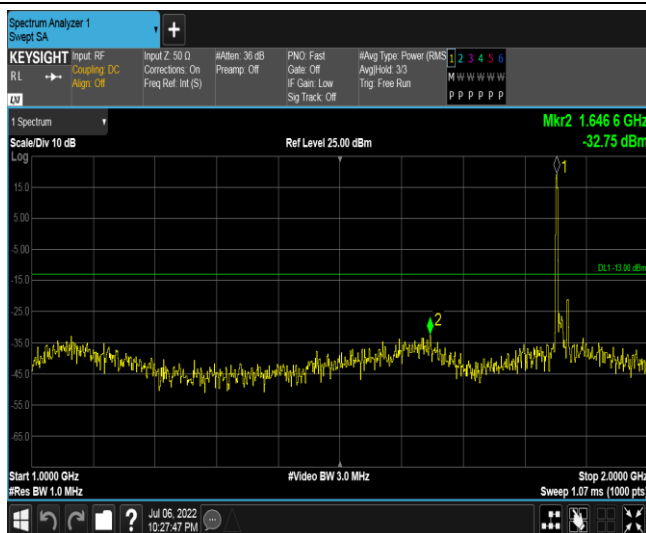 Spectrum Analyzer 1
Swept SA
+
KEYSIGHT
RL
LXI
Input: RF
Coupling: DC
Align: Off
Input Z: 50 Ω
Corrections: On
Freq Ref: Int (S)
#Atten: 36 dB
Preamp: Off
PNO: Fast
Gate: Off
IF Gain: Low
Sig Track: Off
#Avg Type: Power (RMS
Avg|Hold: 3/3
Trig: Free Run
1 2 3 4 5 6
M W W W W W
P P P P P P
1 Spectrum
Mkr2 1.646 6 GHz
Scale/Div 10 dB
Ref Level 25.00 dBm
-32.75 dBm
Log
1
15.0
5.00
-5.00
DL1 -13.00 dBm
-15.0
-25.0
2
-35.0
-45.0
-55.0
-65.0
Start 1.0000 GHz
#Video BW 3.0 MHz
Stop 2.0000 GHz
#Res BW 1.0 MHz
Sweep 1.07 ms (1000 pts)
?
Jul 06, 2022
10:27:47 PM